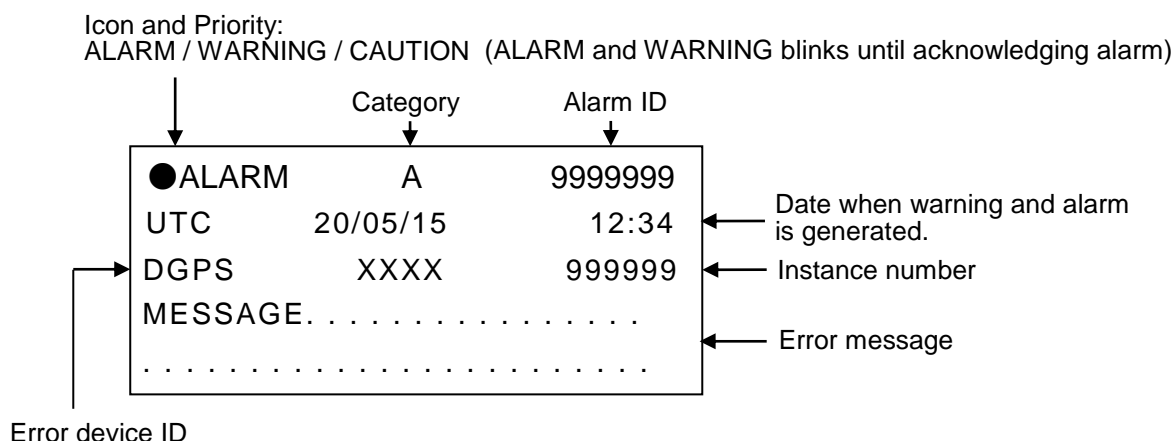 Icon and Priority:
ALARM / WARNING / CAUTION (ALARM and WARNING blinks until acknowledging alarm)
Category Alarm ID
●ALARM A 9999999
UTC 20/05/15 12:34
Date when warning and alarm
is generated.
DGPS XXXX 999999
Instance number
MESSAGE. . . . . . . . . . . . . . . . .
Error message
. . . . . . . . . . . . . . . . . . . . . . . . .
Error device ID